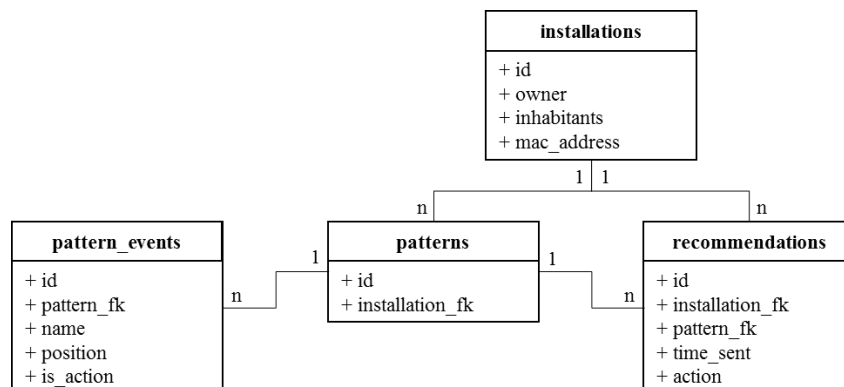 installations
+ id
+ owner
+ inhabitants
+ mac_address
1 1
n n
pattern_events
+ id
+ pattern_fk
+ name
+ position
+ is_action
n 1
patterns
+ id
+ installation_fk
1 n
recommendations
+ id
+ installation_fk
+ pattern_fk
+ time_sent
+ action